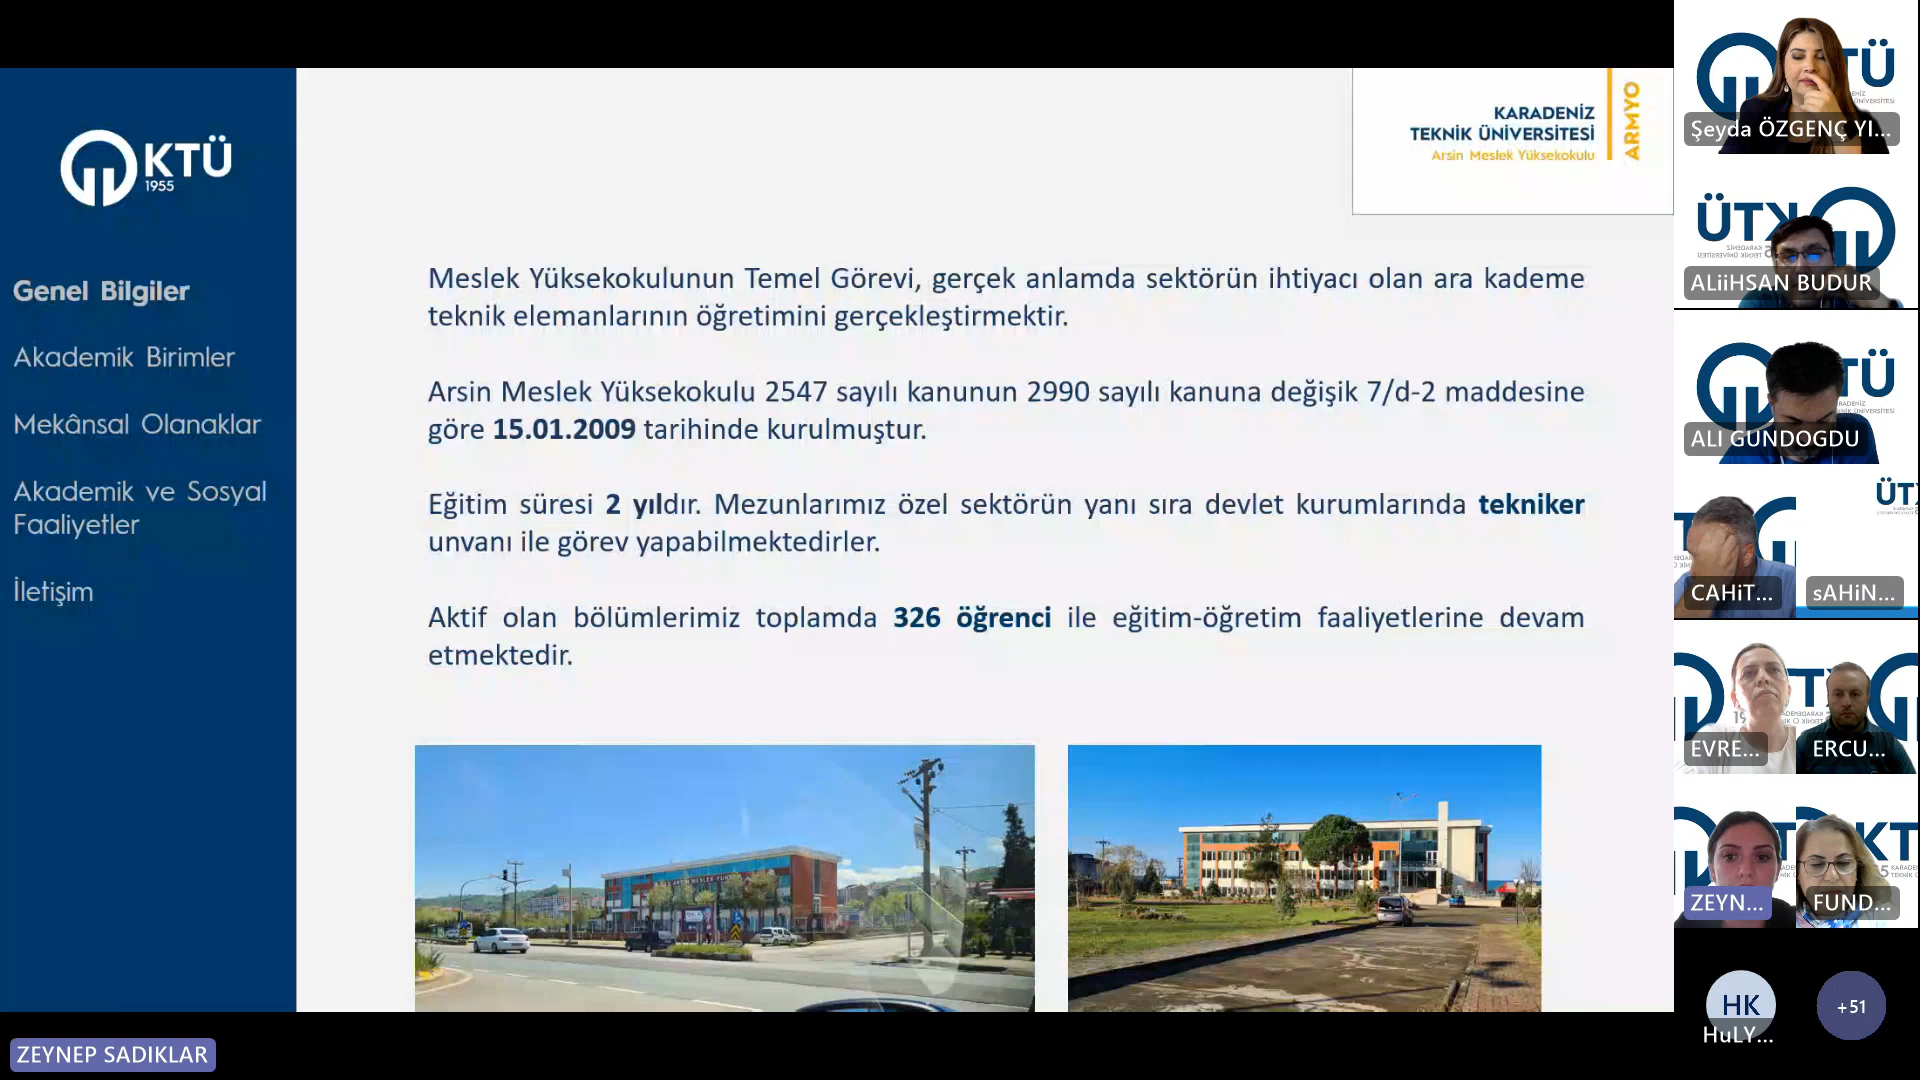 KTÜ
1955
Genel Bilgiler
Akademik Birimler
Mekânsal Olanaklar
Akademik ve Sosyal
Faaliyetler
İletişim
KARADENİZ
TEKNİK ÜNİVERSİTESİ
Arsin Meslek Yüksekokulu
ARMYO
Meslek Yüksekokulunun Temel Görevi, gerçek anlamda sektörün ihtiyacı olan ara kademe
teknik elemanlarının öğretimini gerçekleştirmektir.
Arsin Meslek Yüksekokulu 2547 sayılı kanunun 2990 sayılı kanuna değişik 7/d-2 maddesine
göre 15.01.2009 tarihinde kurulmuştur.
Eğitim süresi 2 yıldır. Mezunlarımız özel sektörün yanı sıra devlet kurumlarında tekniker
unvanı ile görev yapabilmektedirler.
Aktif olan bölümlerimiz toplamda 326 öğrenci ile eğitim-öğretim faaliyetlerine devam
etmektedir.
ZEYNEP SADIKLAR
Şeyda ÖZGENÇ YI...
ALiiHSAN BUDUR
ALI GUNDOGDU
CAHiT...
sAHiN...
EVRE...
ERCU...
ZEYN...
FUND...
HK
HuLY...
+51